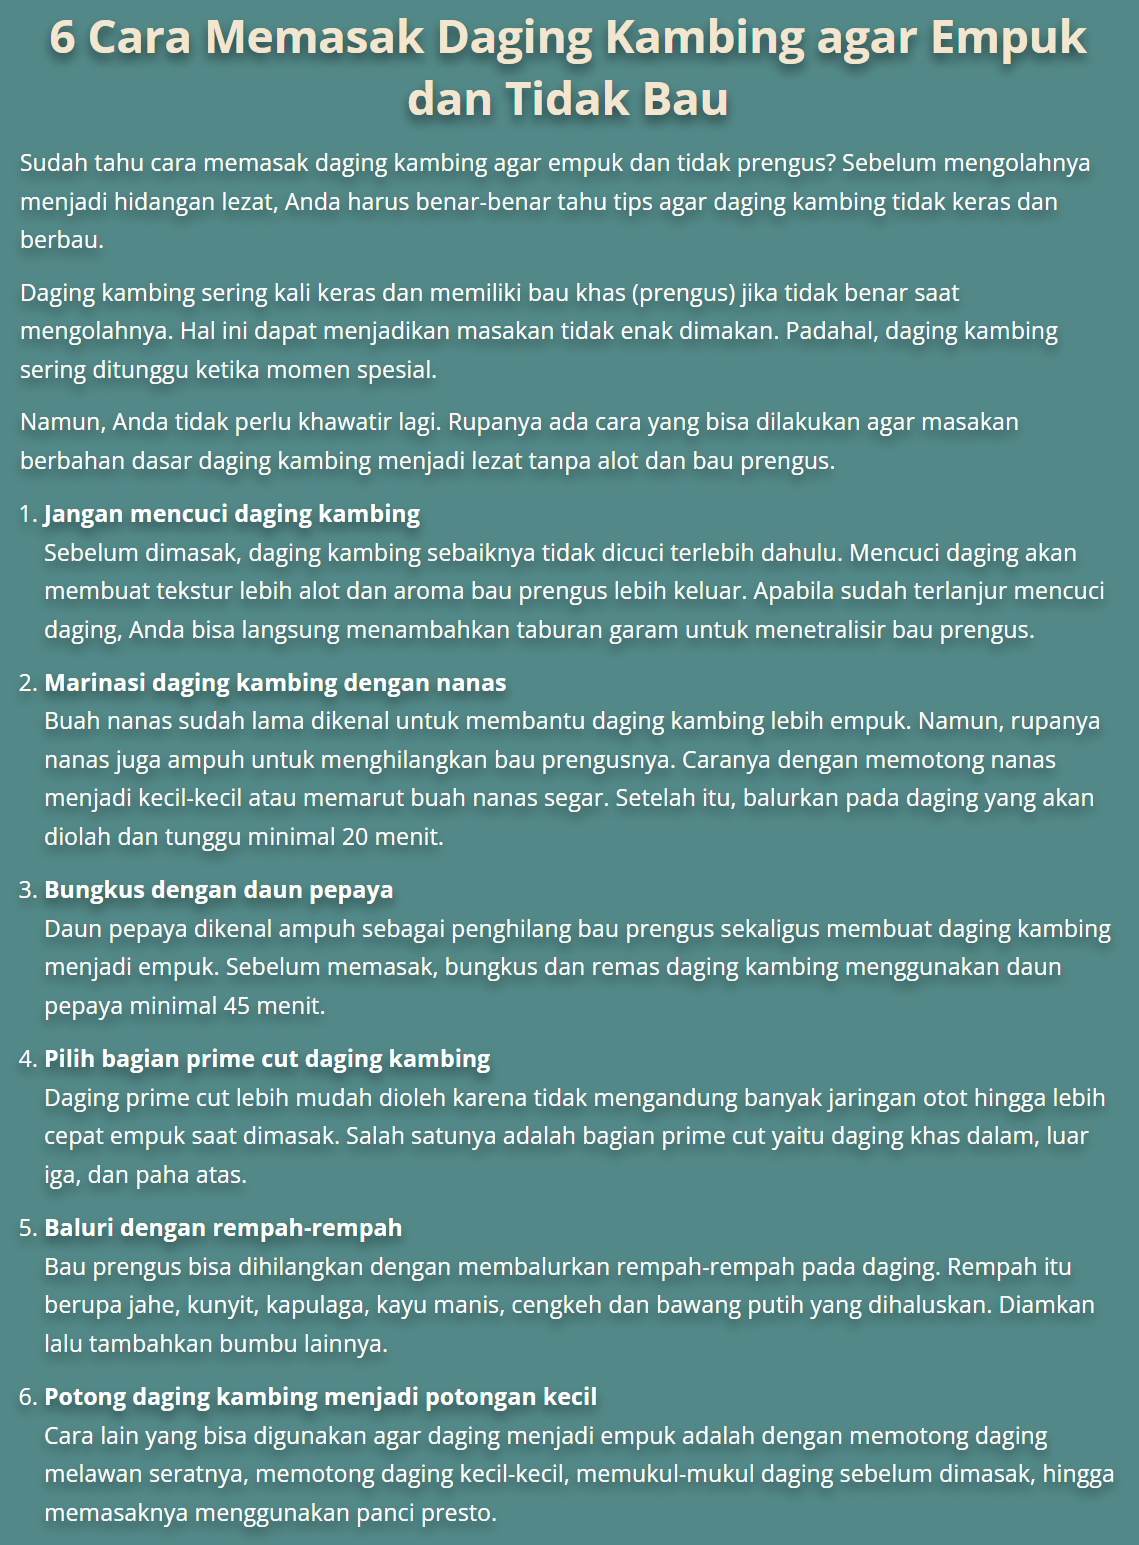 6 Cara Memasak Daging Kambing agar Empuk
dan Tidak Bau
Sudah tahu cara memasak daging kambing agar empuk dan tidak prengus? Sebelum mengolahnya
menjadi hidangan lezat, Anda harus benar-benar tahu tips agar daging kambing tidak keras dan
berbau.
Daging kambing sering kali keras dan memiliki bau khas (prengus) jika tidak benar saat
mengolahnya. Hal ini dapat menjadikan masakan tidak enak dimakan. Padahal, daging kambing
sering ditunggu ketika momen spesial.
Namun, Anda tidak perlu khawatir lagi. Rupanya ada cara yang bisa dilakukan agar masakan
berbahan dasar daging kambing menjadi lezat tanpa alot dan bau prengus.
1. Jangan mencuci daging kambing
Sebelum dimasak, daging kambing sebaiknya tidak dicuci terlebih dahulu. Mencuci daging akan
membuat tekstur lebih alot dan aroma bau prengus lebih keluar. Apabila sudah terlanjur mencuci
daging, Anda bisa langsung menambahkan taburan garam untuk menetralisir bau prengus.
2. Marinasi daging kambing dengan nanas
Buah nanas sudah lama dikenal untuk membantu daging kambing lebih empuk. Namun, rupanya
nanas juga ampuh untuk menghilangkan bau prengusnya. Caranya dengan memotong nanas
menjadi kecil-kecil atau memarut buah nanas segar. Setelah itu, balurkan pada daging yang akan
diolah dan tunggu minimal 20 menit.
3. Bungkus dengan daun pepaya
Daun pepaya dikenal ampuh sebagai penghilang bau prengus sekaligus membuat daging kambing
menjadi empuk. Sebelum memasak, bungkus dan remas daging kambing menggunakan daun
pepaya minimal 45 menit.
4. Pilih bagian prime cut daging kambing
Daging prime cut lebih mudah dioleh karena tidak mengandung banyak jaringan otot hingga lebih
cepat empuk saat dimasak. Salah satunya adalah bagian prime cut yaitu daging khas dalam, luar
iga, dan paha atas.
5. Baluri dengan rempah-rempah
Bau prengus bisa dihilangkan dengan membalurkan rempah-rempah pada daging. Rempah itu
berupa jahe, kunyit, kapulaga, kayu manis, cengkeh dan bawang putih yang dihaluskan. Diamkan
lalu tambahkan bumbu lainnya.
6. Potong daging kambing menjadi potongan kecil
Cara lain yang bisa digunakan agar daging menjadi empuk adalah dengan memotong daging
melawan seratnya, memotong daging kecil-kecil, memukul-mukul daging sebelum dimasak, hingga
memasaknya menggunakan panci presto.